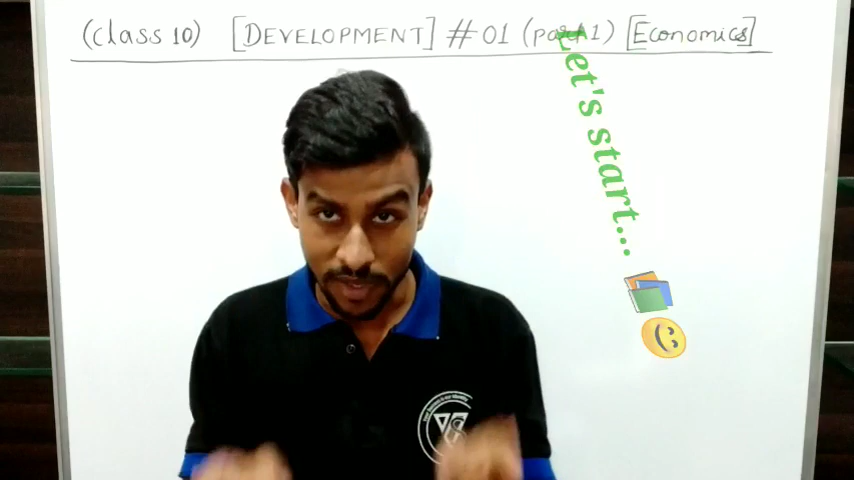 (class 10) [DEVELOPMENT] #01 (part 1) [Economics]
Let's start...